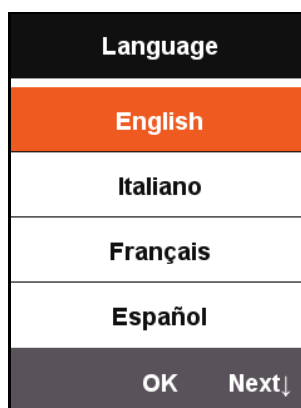 Language
English
Italiano
Français
Español
OK Next↓